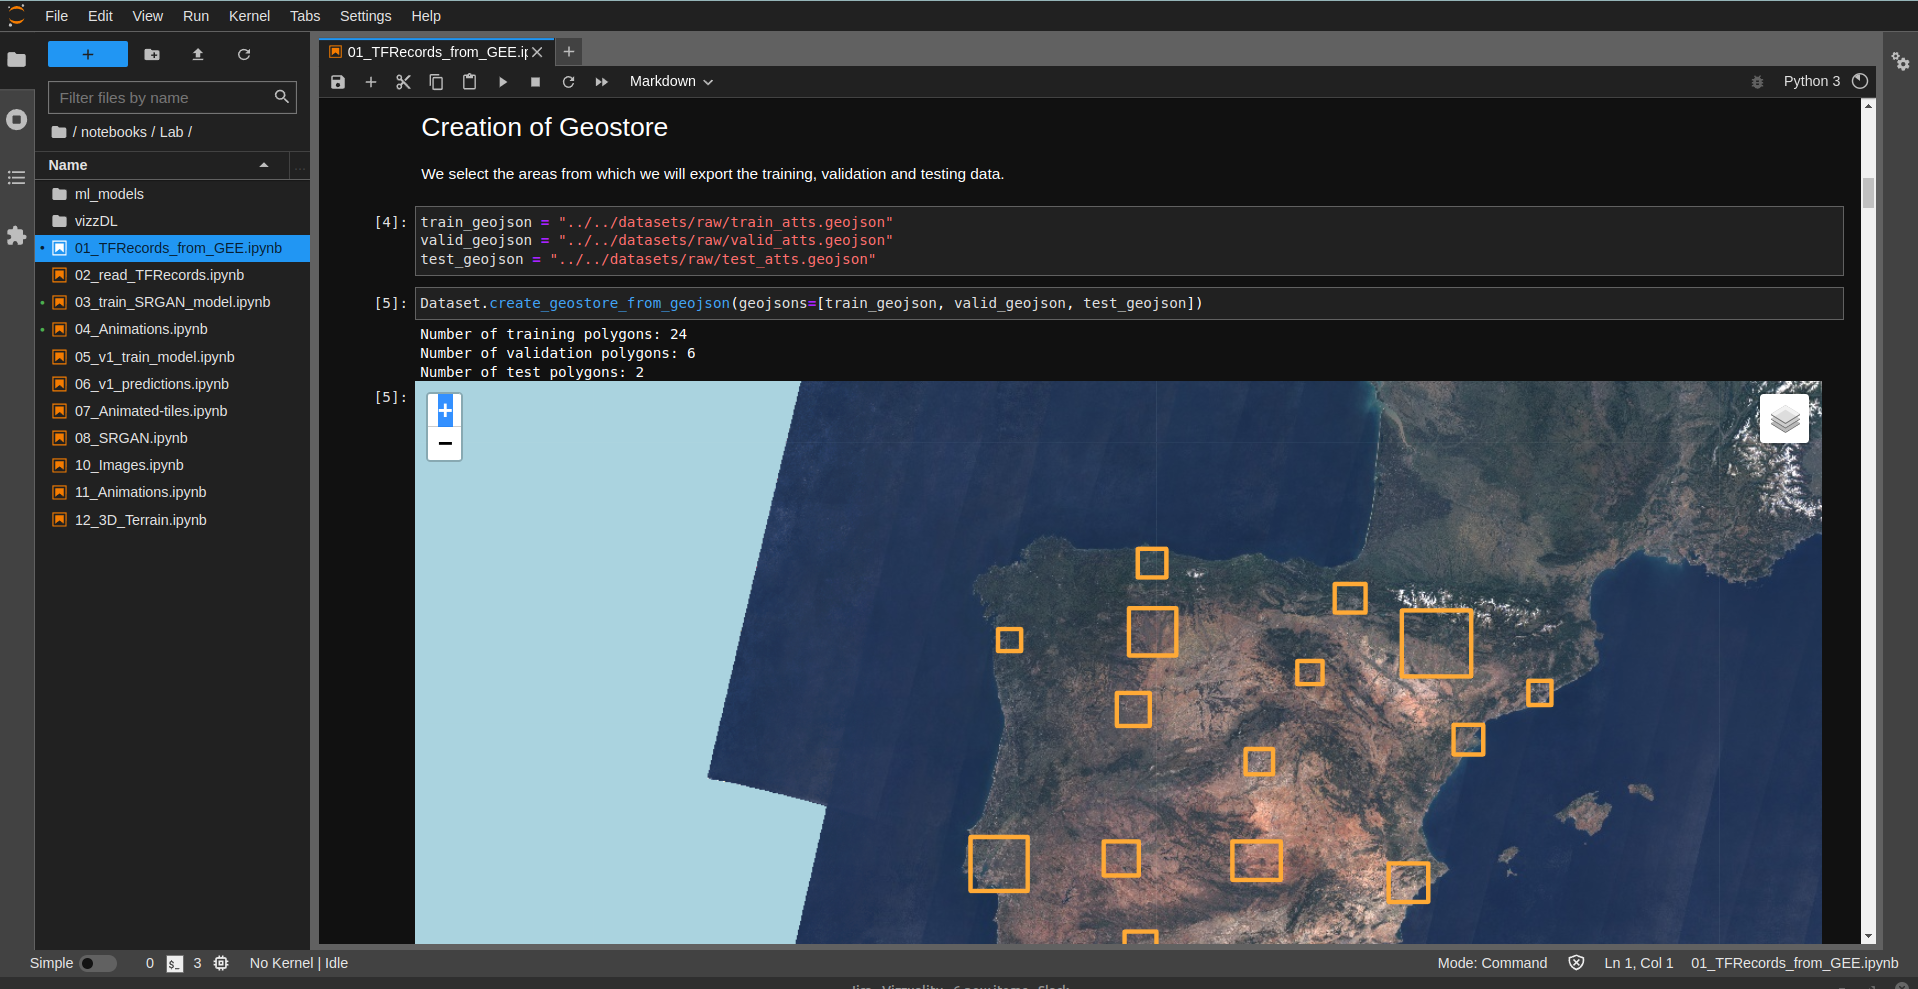 File Edit View Run Kernel Tabs Settings Help
Filter files by name
/ notebooks / Lab /
Name
ml_models
vizzDL
01_TFRecords_from_GEE.ipynb
02_read_TFRecords.ipynb
03_train_SRGAN_model.ipynb
04_Animations.ipynb
05_v1_train_model.ipynb
06_v1_predictions.ipynb
07_Animated-tiles.ipynb
08_SRGAN.ipynb
10_Images.ipynb
11_Animations.ipynb
12_3D_Terrain.ipynb
01_TFRecords_from_GEE.ip
Markdown
Python 3
Creation of Geostore
We select the areas from which we will export the training, validation and testing data.
[4]:
train_geojson = "../../datasets/raw/train_atts.geojson"
valid_geojson = "../../datasets/raw/valid_atts.geojson"
test_geojson = "../../datasets/raw/test_atts.geojson"
[5]:
Dataset.create_geostore_from_geojson(geojsons=[train_geojson, valid_geojson, test_geojson])
Number of training polygons: 24
Number of validation polygons: 6
Number of test polygons: 2
[5]:
+
−
Simple 0 $_ 3 No Kernel | Idle
Mode: Command Ln 1, Col 1 01_TFRecords_from_GEE.ipynb